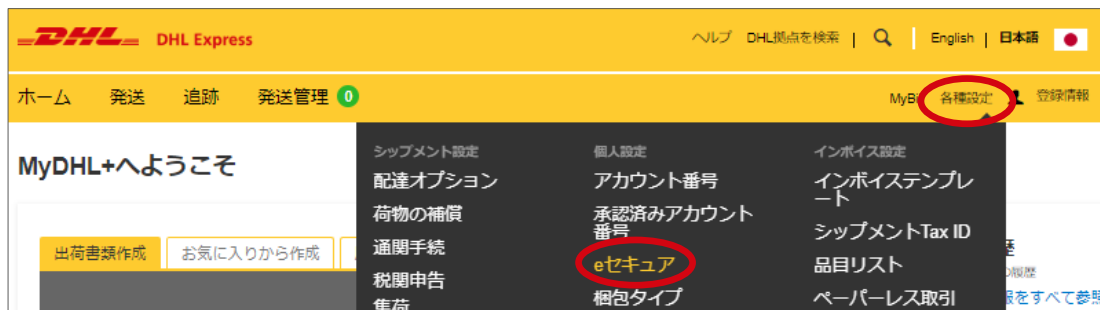 DHL DHL Express ヘルプ DHL拠点を検索 | English | 日本語
ホーム 発送 追跡 発送管理 0 各種設定 登録情報
MyDHL+へようこそ
出荷書類作成 お気に入りから作成
シップメント設定
配達オプション
荷物の補償
通関手続
税関申告
集荷
個人設定
アカウント番号
承認済みアカウント
番号
eセキュア
梱包タイプ
インボイス設定
インボイステンプレ
ート
シップメントTax ID
品目リスト
ペーパーレス取引
歴
の履歴
をすべて参照